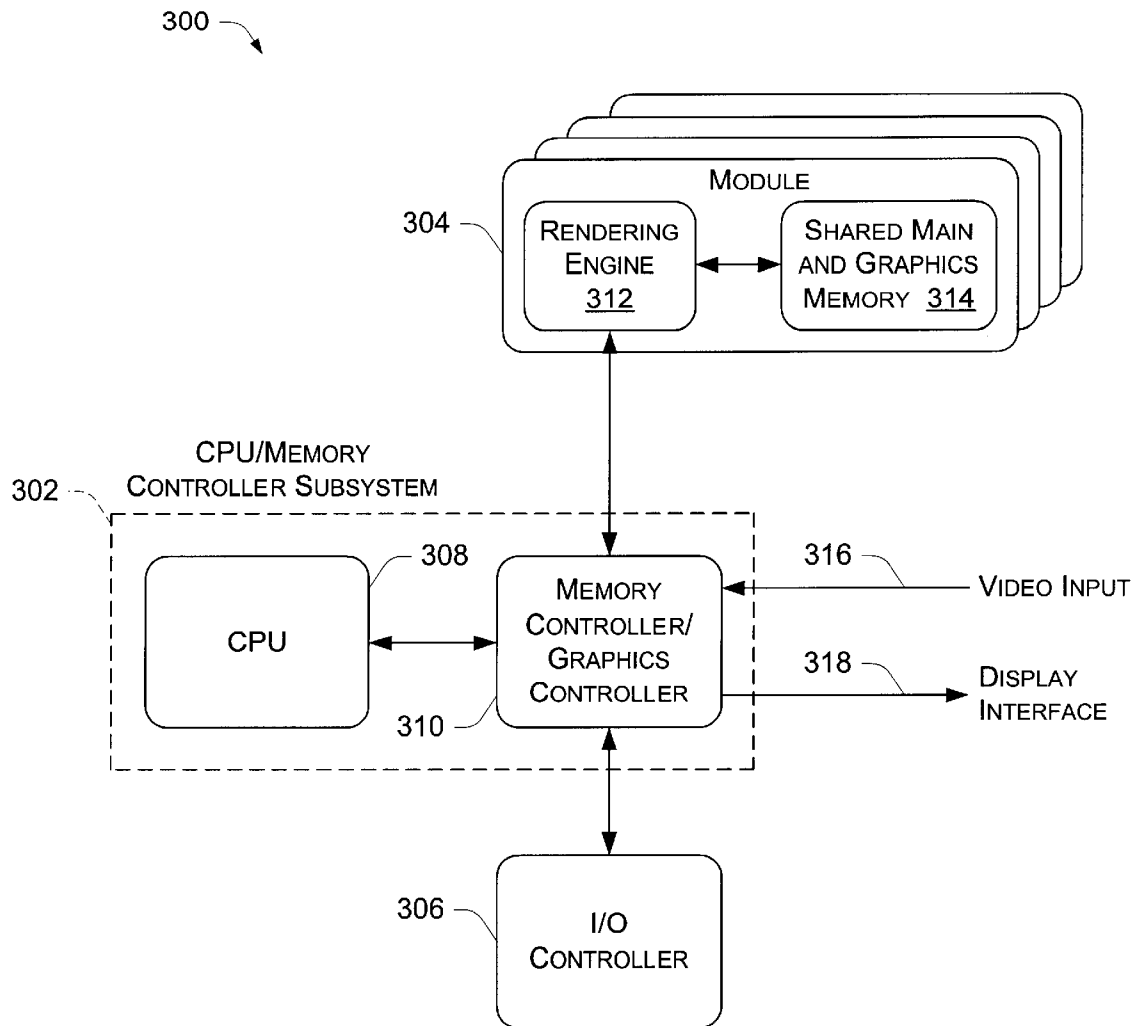 300
MODULE
304
RENDERING
ENGINE
312
SHARED MAIN
AND GRAPHICS
MEMORY 314
CPU/MEMORY
CONTROLLER SUBSYSTEM
302
308
CPU
MEMORY
CONTROLLER/
GRAPHICS
CONTROLLER
310
316
VIDEO INPUT
318
DISPLAY
INTERFACE
306
I/O
CONTROLLER